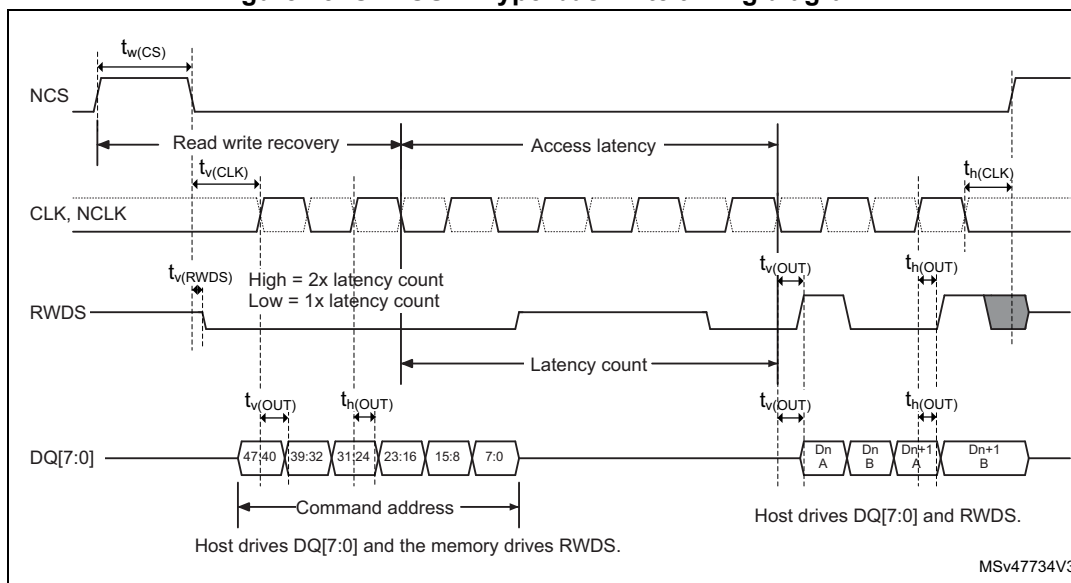 tw(CS)
NCS
Read write recovery
Access latency
tv(CLK)
th(CLK)
CLK, NCLK
tv(RWDS)
High = 2x latency count
Low = 1x latency count
tv(OUT)
th(OUT)
RWDS
Latency count
tv(OUT)
th(OUT)
tv(OUT)
th(OUT)
DQ[7:0]
47:40
39:32
31:24
23:16
15:8
7:0
Dn
A
Dn
B
Dn+1
A
Dn+1
B
Command address
Host drives DQ[7:0] and RWDS.
Host drives DQ[7:0] and the memory drives RWDS.
MSv47734V3